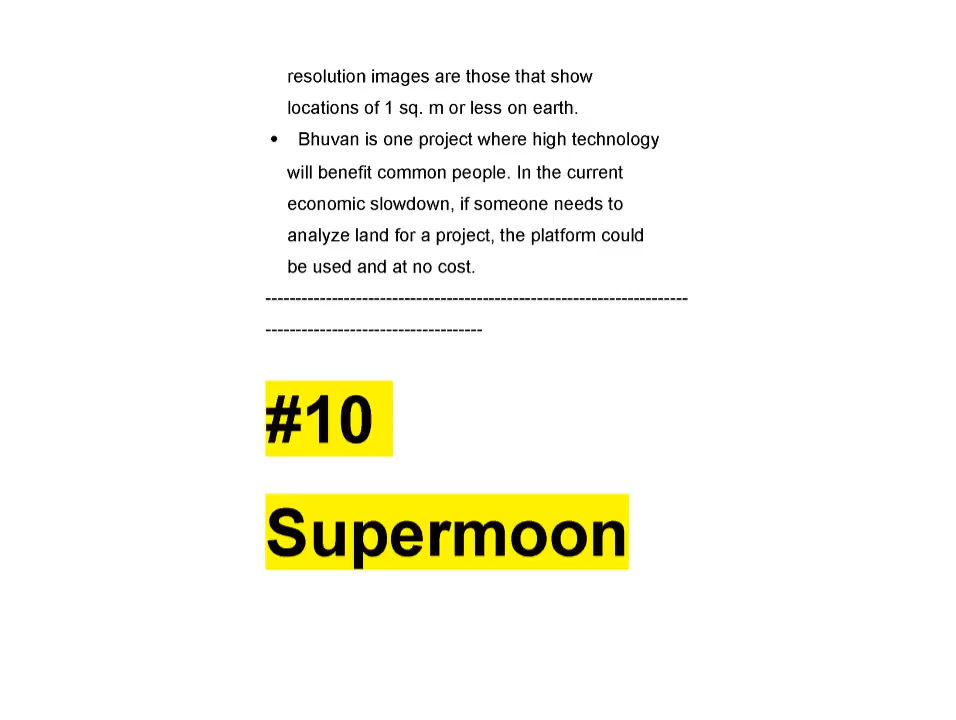 resolution images are those that show
locations of 1 sq. m or less on earth.
• Bhuvan is one project where high technology
will benefit common people. In the current
economic slowdown, if someone needs to
analyze land for a project, the platform could
be used and at no cost.
----------------------------------------------------------------------
------------------------------------
#10
Supermoon